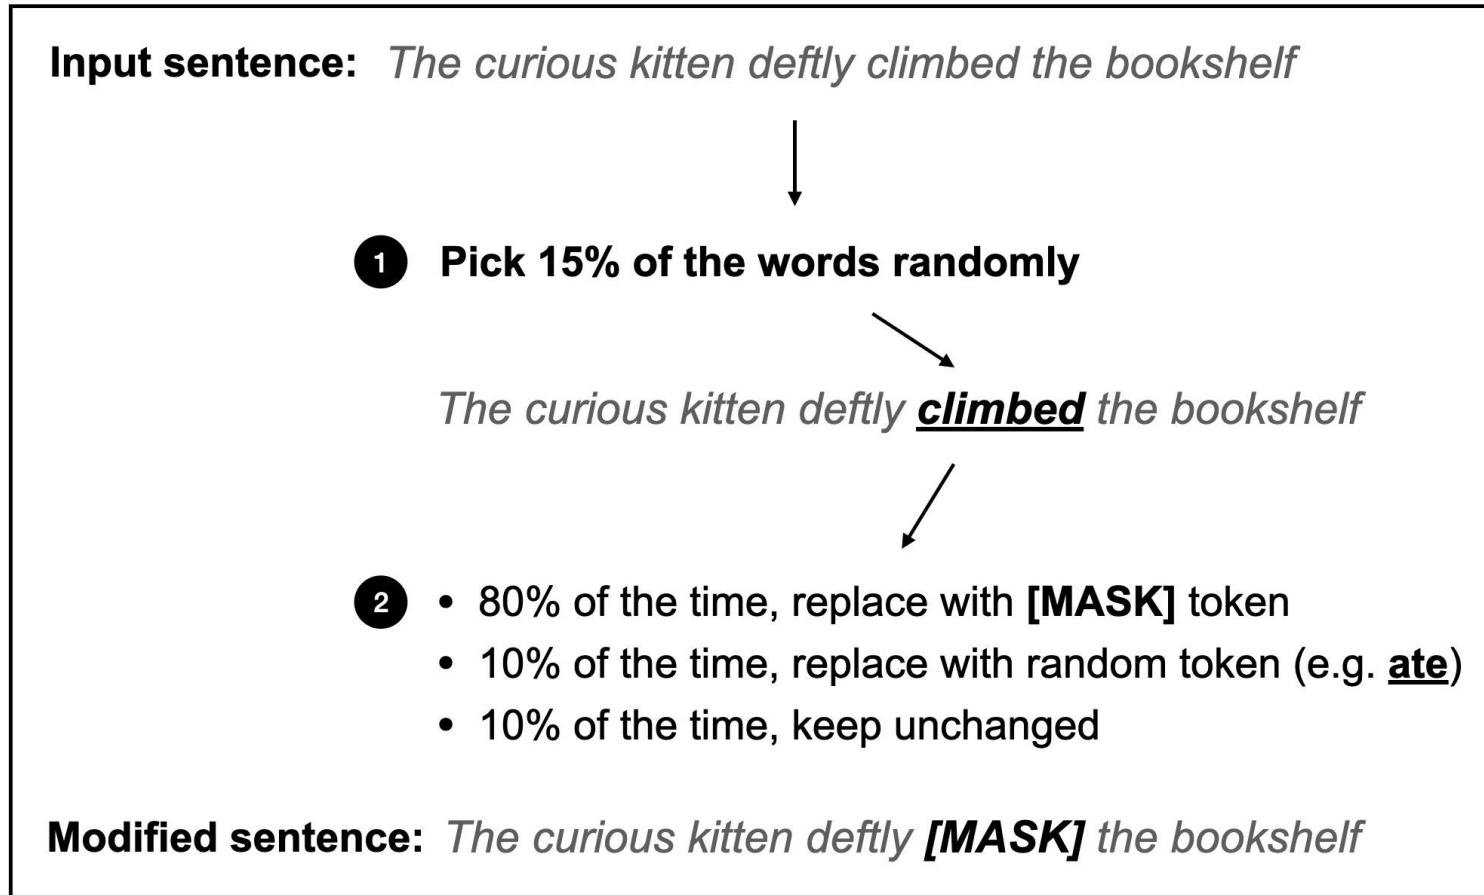 Input sentence: The curious kitten deftly climbed the bookshelf
1 Pick 15% of the words randomly
The curious kitten deftly climbed the bookshelf
2 • 80% of the time, replace with [MASK] token
• 10% of the time, replace with random token (e.g. ate)
• 10% of the time, keep unchanged
Modified sentence: The curious kitten deftly [MASK] the bookshelf